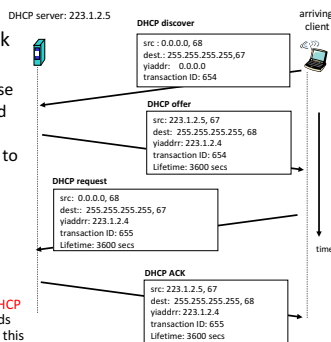 DHCP server: 223.1.2.5
arriving
client
k
se
d
to
HCP
ds
this
DHCP discover
src : 0.0.0.0, 68
dest.: 255.255.255.255,67
yiaddr: 0.0.0.0
transaction ID: 654
DHCP offer
src: 223.1.2.5, 67
dest: 255.255.255.255, 68
yiaddrr: 223.1.2.4
transaction ID: 654
Lifetime: 3600 secs
DHCP request
src: 0.0.0.0, 68
dest:: 255.255.255.255, 67
yiaddrr: 223.1.2.4
transaction ID: 655
Lifetime: 3600 secs
time
DHCP ACK
src: 223.1.2.5, 67
dest: 255.255.255.255, 68
yiaddrr: 223.1.2.4
transaction ID: 655
Lifetime: 3600 secs